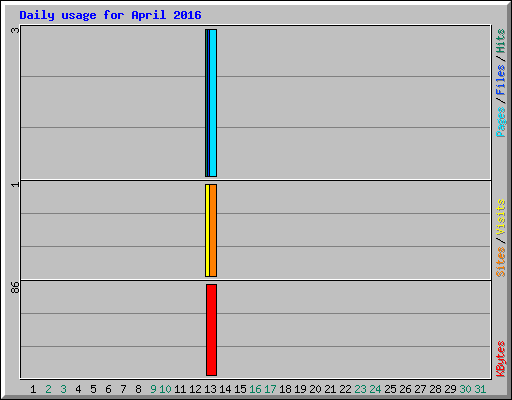 Daily usage for April 2016
3
Pages / Files / Hits
1
Sites / Visits
86
KBytes
1 2 3 4 5 6 7 8 9 10 11 12 13 14 15 16 17 18 19 20 21 22 23 24 25 26 27 28 29 30 31